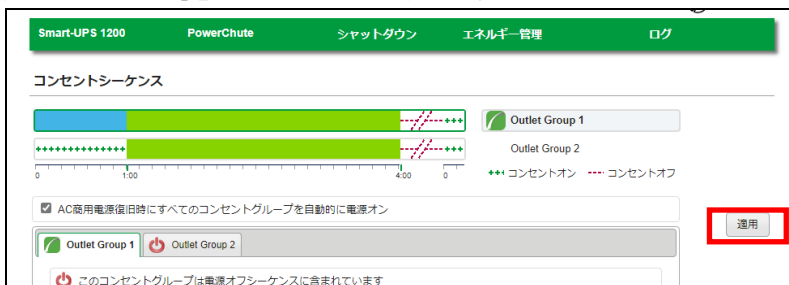 Smart-UPS 1200 PowerChute シャットダウン エネルギー管理 ログ
コンセントシーケンス
Outlet Group 1
Outlet Group 2
0 1:00 4:00 0
コンセントオン コンセントオフ
AC商用電源復旧時にすべてのコンセントグループを自動的に電源オン
適用
Outlet Group 1 Outlet Group 2
このコンセントグループは電源オフシーケンスに含まれています